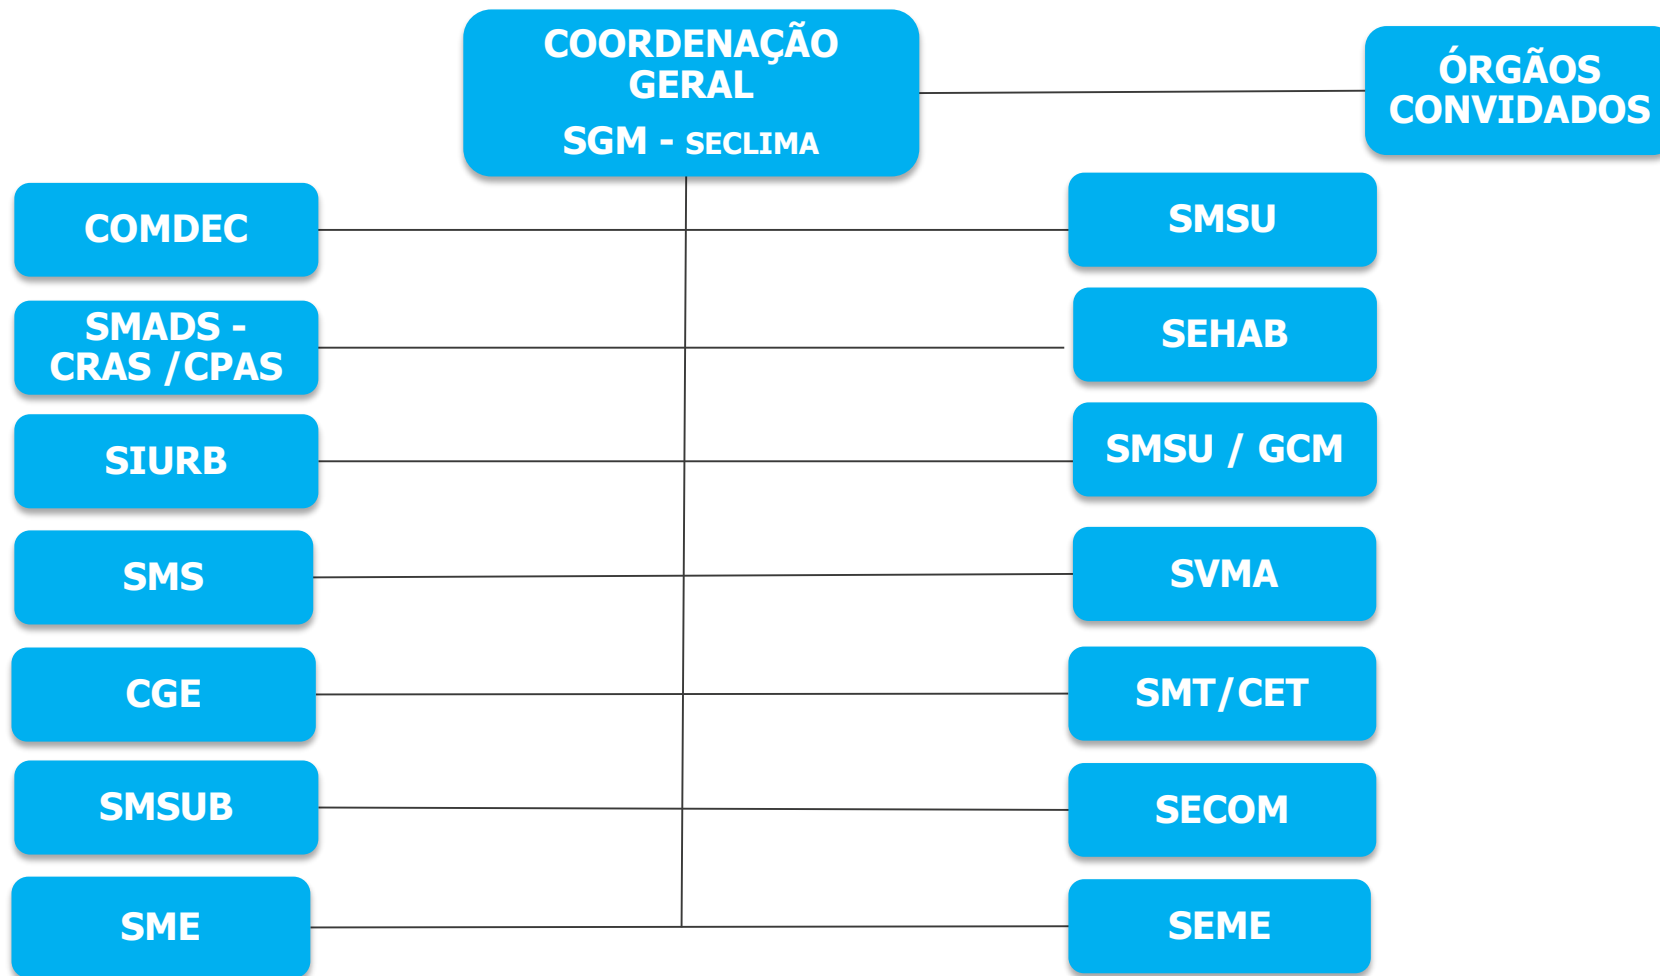 COORDENAÇÃO
GERAL
SGM - SECLIMA
ÓRGÃOS
CONVIDADOS
COMDEC
SMSU
SMADS -
CRAS / CPAS
SEHAB
SIURB
SMSU / GCM
SMS
SVMA
CGE
SMT/CET
SMSUB
SECOM
SME
SEME